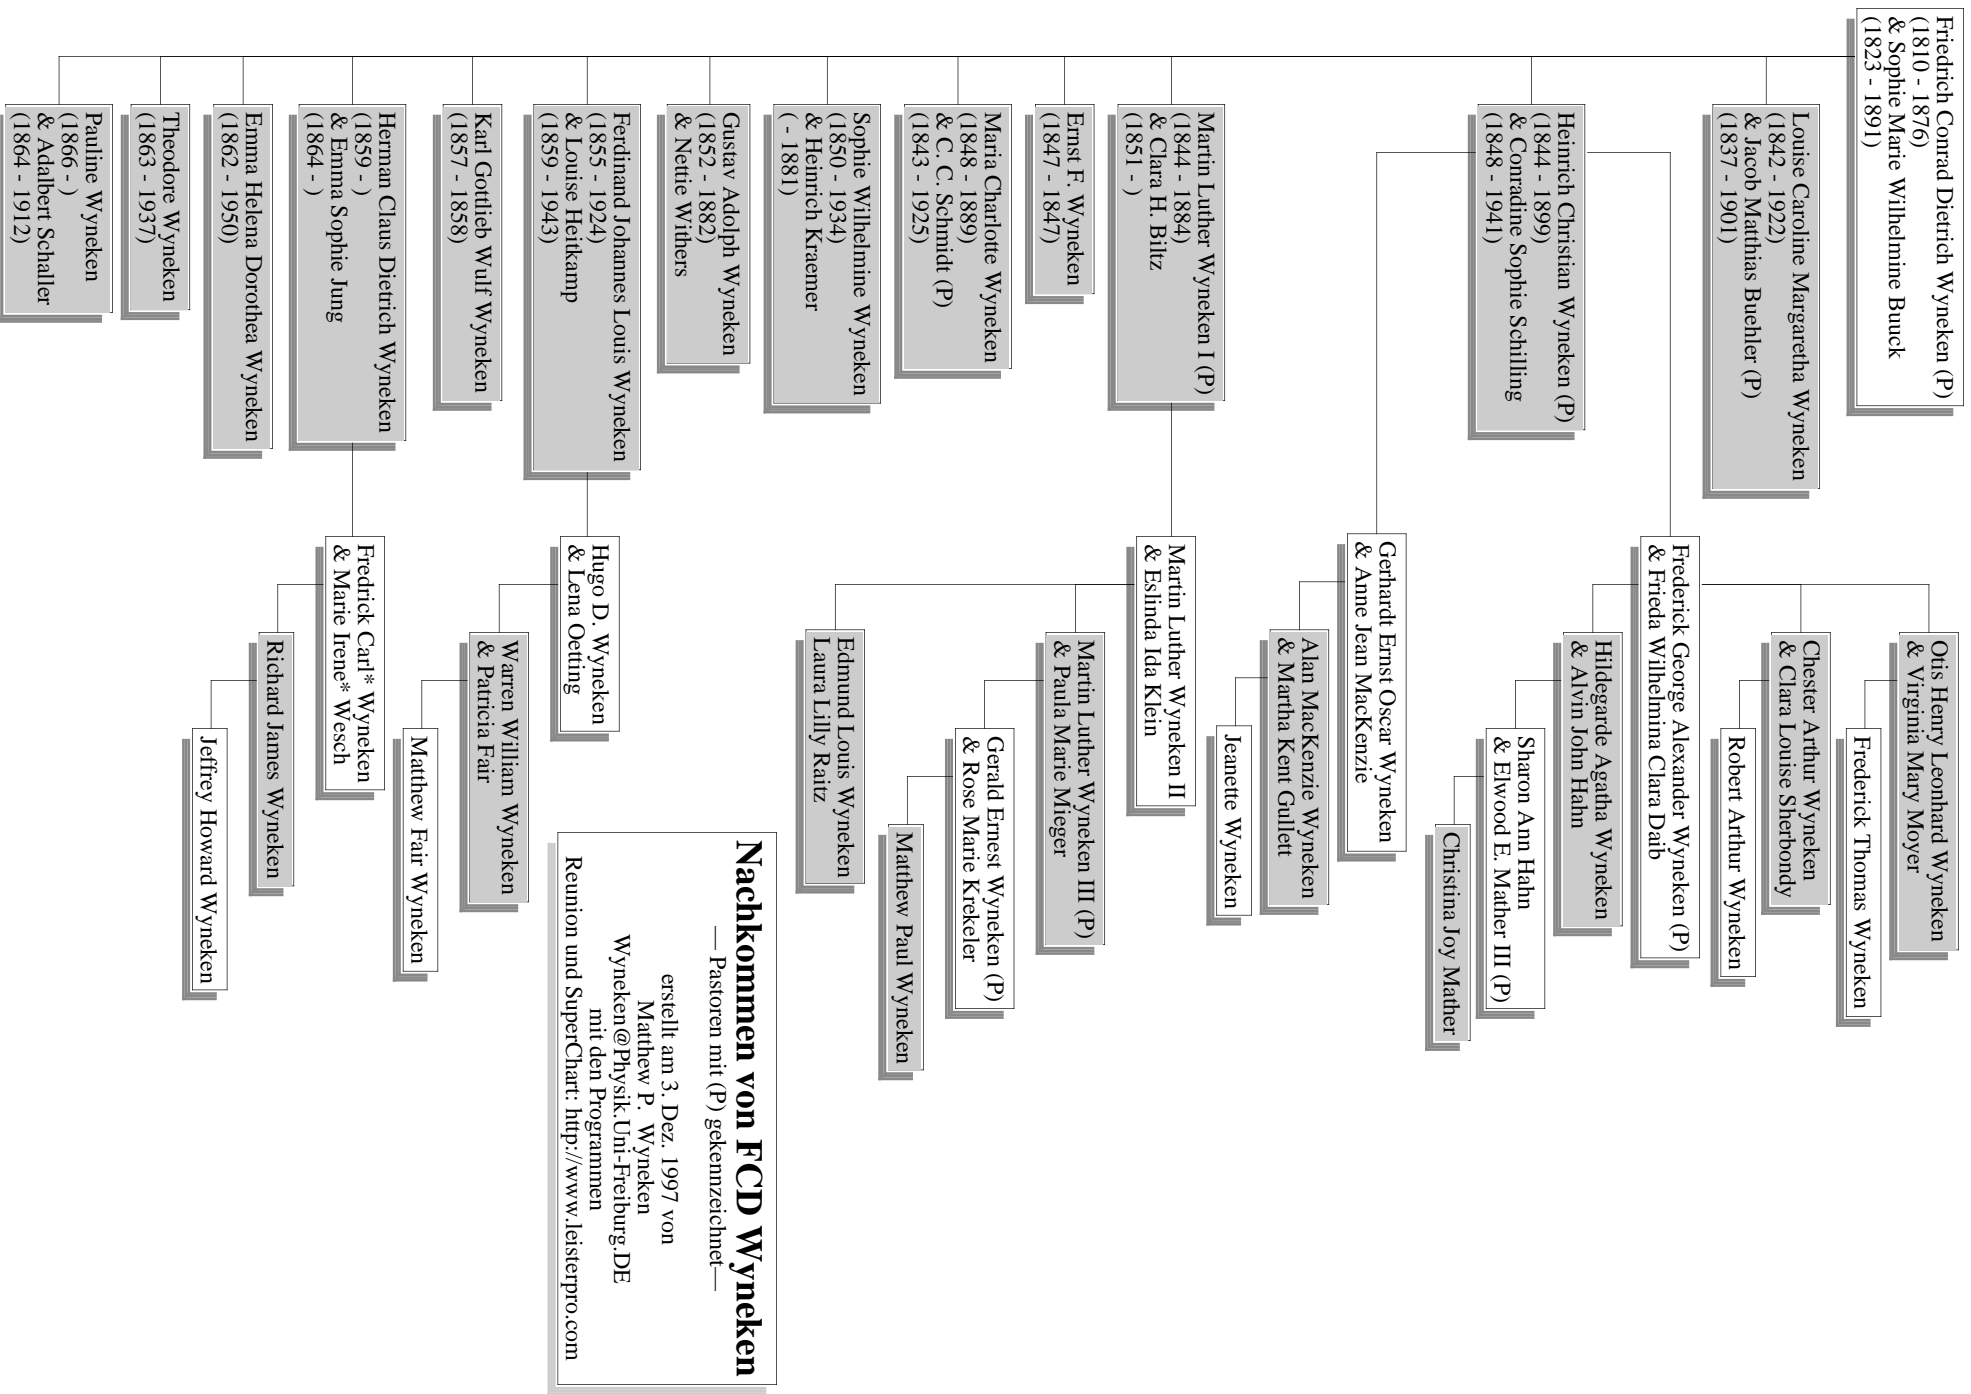 Friedrich Conrad Dietrich Wyneken (P)
(1810 - 1876)
& Sophie Marie Wilhelmine Buuck
(1823 - 1891)
Louise Caroline Margaretha Wyneken
(1842 - 1922)
& Jacob Matthias Buehler (P)
(1837 - 1901)
Heinrich Christian Wyneken (P)
(1844 - 1899)
& Conradine Sophie Schilling
(1848 - 1941)
Frederick George Alexander Wyneken (P)
& Frieda Wilhelmina Clara Daib
Otis Henry Leonhard Wyneken
& Virginia Mary Moyer
Frederick Thomas Wyneken
Chester Arthur Wyneken
& Clara Louise Sherbondy
Robert Arthur Wyneken
Hildegarde Agatha Wyneken
& Alvin John Hahn
Sharon Ann Hahn
& Elwood E. Mather III (P)
Christina Joy Mather
Gerhardt Ernst Oscar Wyneken
& Anne Jean MacKenzie
Alan MacKenzie Wyneken
& Martha Kent Gullett
Jeanette Wyneken
Martin Luther Wyneken I (P)
(1844 - 1884)
& Clara H. Biltz
(1851 - )
Martin Luther Wyneken II
& Eslinda Ida Klein
Martin Luther Wyneken III (P)
& Paula Marie Mieger
Gerald Ernest Wyneken (P)
& Rose Marie Krekeler
Matthew Paul Wyneken
Edmund Louis Wyneken
Laura Lilly Raitz
Ernst F. Wyneken
(1847 - 1847)
Maria Charlotte Wyneken
(1848 - 1889)
& C. C. Schmidt (P)
(1843 - 1925)
Sophie Wilhelmine Wyneken
(1850 - 1934)
& Heinrich Kraemer
( - 1881)
Gustav Adolph Wyneken
(1852 - 1882)
& Nettie Withers
Ferdinand Johannes Louis Wyneken
(1855 - 1924)
& Louise Heitkamp
(1859 - 1943)
Hugo D. Wyneken
& Lena Oetting
Warren William Wyneken
& Patricia Fair
Matthew Fair Wyneken
Karl Gottlieb Wulf Wyneken
(1857 - 1858)
Herman Claus Dietrich Wyneken
(1859 - )
& Emma Sophie Jung
(1864 - )
Fredrick Carl* Wyneken
& Marie Irene* Wesch
Richard James Wyneken
Jeffrey Howard Wyneken
Emma Helena Dorothea Wyneken
(1862 - 1950)
Theodore Wyneken
(1863 - 1937)
Pauline Wyneken
(1866 - )
& Adalbert Schaller
(1864 - 1912)
Nachkommen von FCD Wyneken
— Pastoren mit (P) gekennzeichnet—
erstellt am 3. Dez. 1997 von
Matthew P. Wyneken
Wyneken@Physik.Uni-Freiburg.DE
mit den Programmen
Reunion und SuperChart: http://www.leisterpro.com